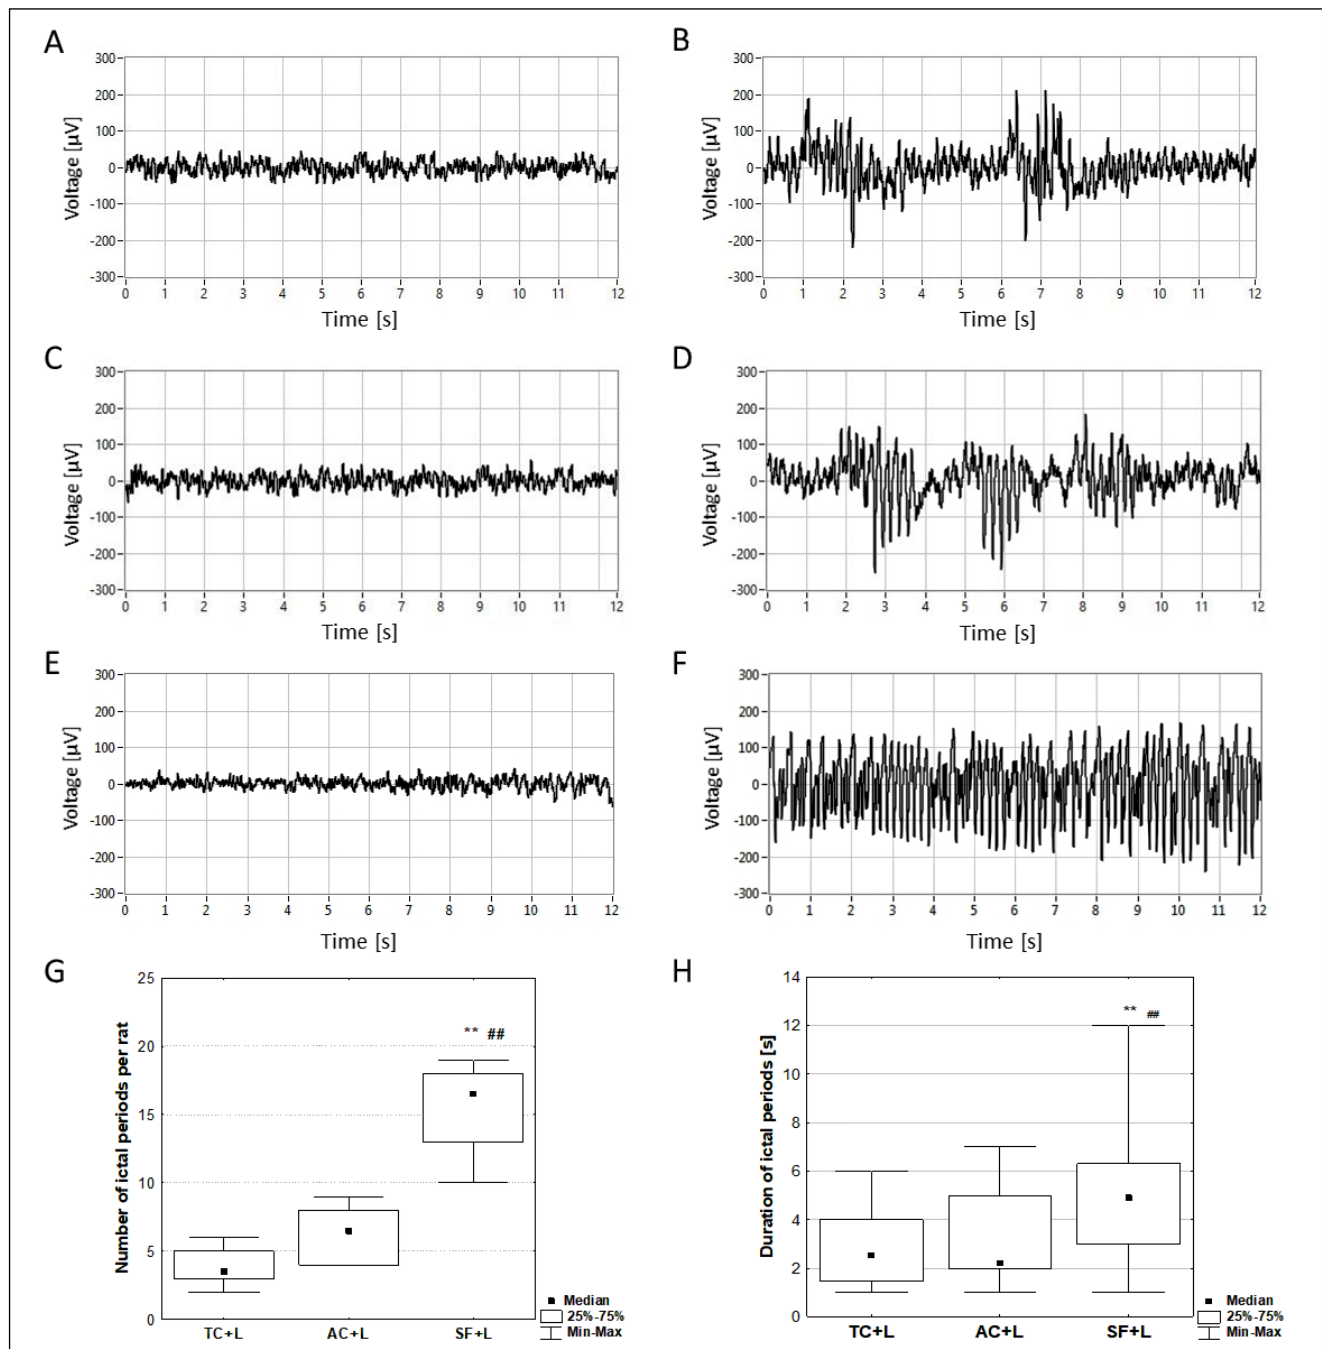 A
300
200
100
0
-100
-200
-300
Voltage [µV]
0 1 2 3 4 5 6 7 8 9 10 11 12
Time [s]
B
300
200
100
0
-100
-200
-300
Voltage [µV]
0 1 2 3 4 5 6 7 8 9 10 11 12
Time [s]
C
300
200
100
0
-100
-200
-300
Voltage [µV]
0 1 2 3 4 5 6 7 8 9 10 11 12
Time [s]
D
300
200
100
0
-100
-200
-300
Voltage [µV]
0 1 2 3 4 5 6 7 8 9 10 11 12
Time [s]
E
300
200
100
0
-100
-200
-300
Voltage [µV]
0 1 2 3 4 5 6 7 8 9 10 11 12
Time [s]
F
300
200
100
0
-100
-200
-300
Voltage [µV]
0 1 2 3 4 5 6 7 8 9 10 11 12
Time [s]
G
25
20
15
10
5
0
Number of ictal periods per rat
** ##
TC+L AC+L SF+L
Median
25%-75%
Min-Max
H
14
12
10
8
6
4
2
0
Duration of ictal periods [s]
** ##
TC+L AC+L SF+L
Median
25%-75%
Min-Max